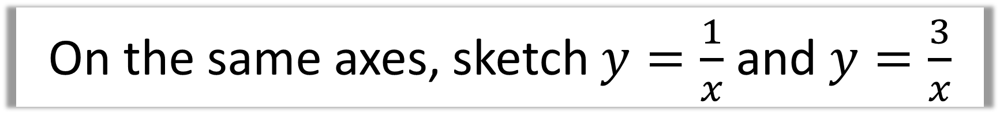 On the same axes, sketch y = 1/x and y = 3/x